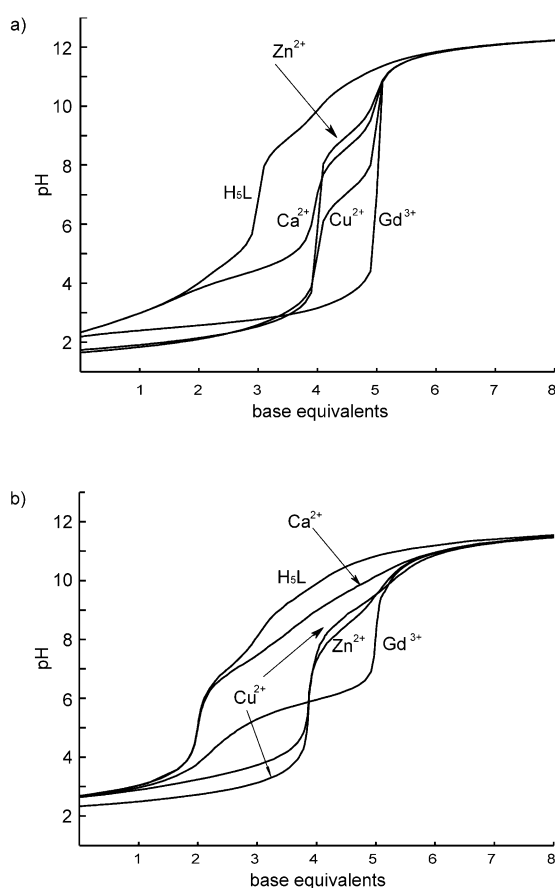 a)
12
10
8
6
4
2
pH
Zn²⁺
H₅L
Ca²⁺
Cu²⁺
Gd³⁺
1 2 3 4 5 6 7 8
base equivalents
b)
12
10
8
6
4
2
pH
Ca²⁺
H₅L
Zn²⁺
Gd³⁺
Cu²⁺
1 2 3 4 5 6 7 8
base equivalents